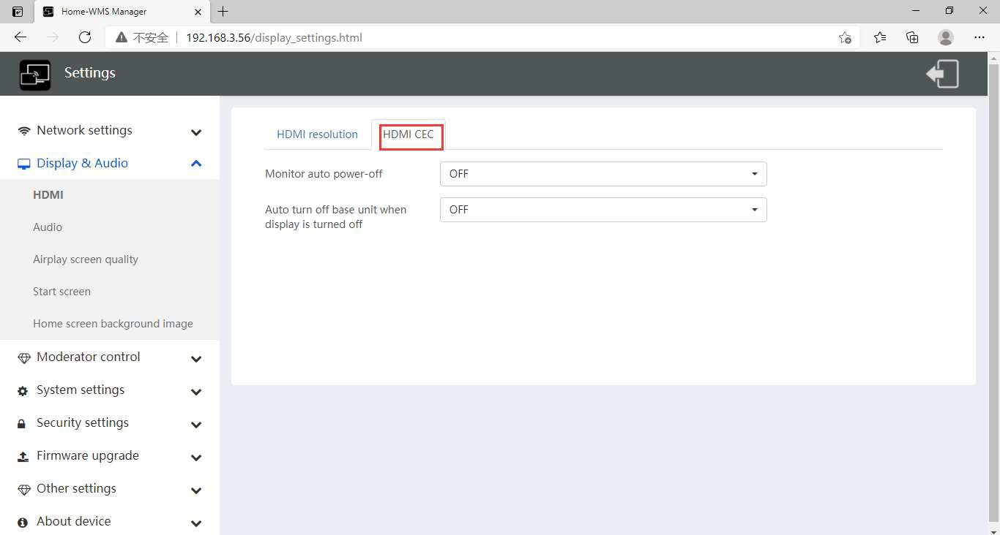 Home-WMS Manager
不安全 192.168.3.56/display_settings.html
Settings
Network settings
Display & Audio
HDMI
Audio
Airplay screen quality
Start screen
Home screen background image
Moderator control
System settings
Security settings
Firmware upgrade
Other settings
About device
HDMI resolution
HDMI CEC
Monitor auto power-off
OFF
Auto turn off base unit when
display is turned off
OFF